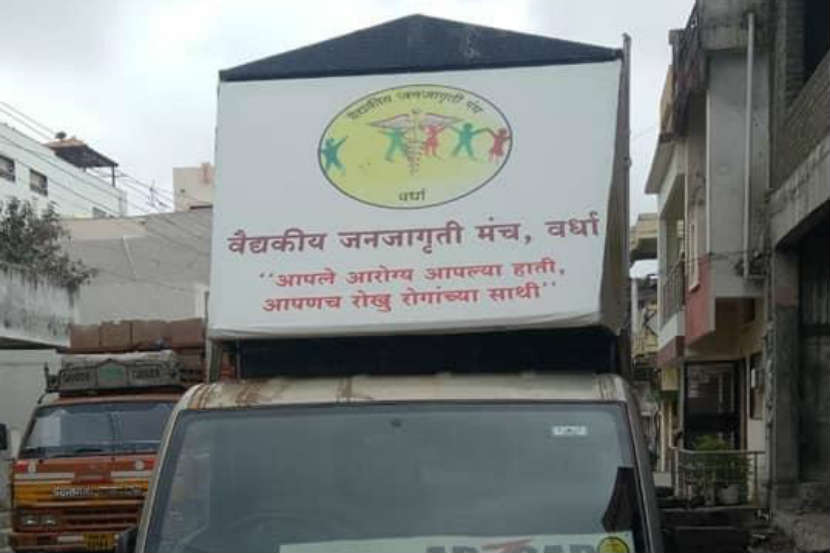 वैद्यकीय जनजागृती मंच
वर्धा
वैद्यकीय जनजागृती मंच, वर्धा
“आपले आरोग्य आपल्या हाती,
आपणच रोखु रोगांच्या साथी”